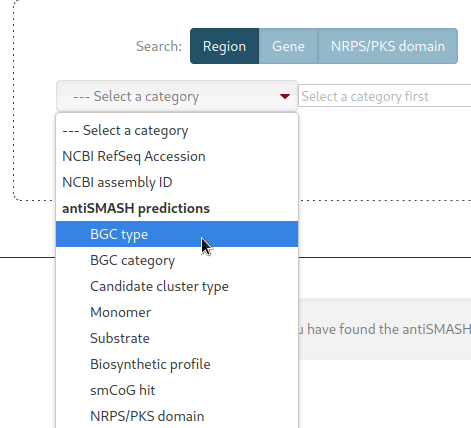 Search: Region Gene NRPS/PKS domain
--- Select a category Select a category first
--- Select a category
NCBI RefSeq Accession
NCBI assembly ID
antiSMASH predictions
BGC type
BGC category
Candidate cluster type
Monomer
Substrate
u have found the antiSMASH
Biosynthetic profile
smCoG hit
NRPS/PKS domain